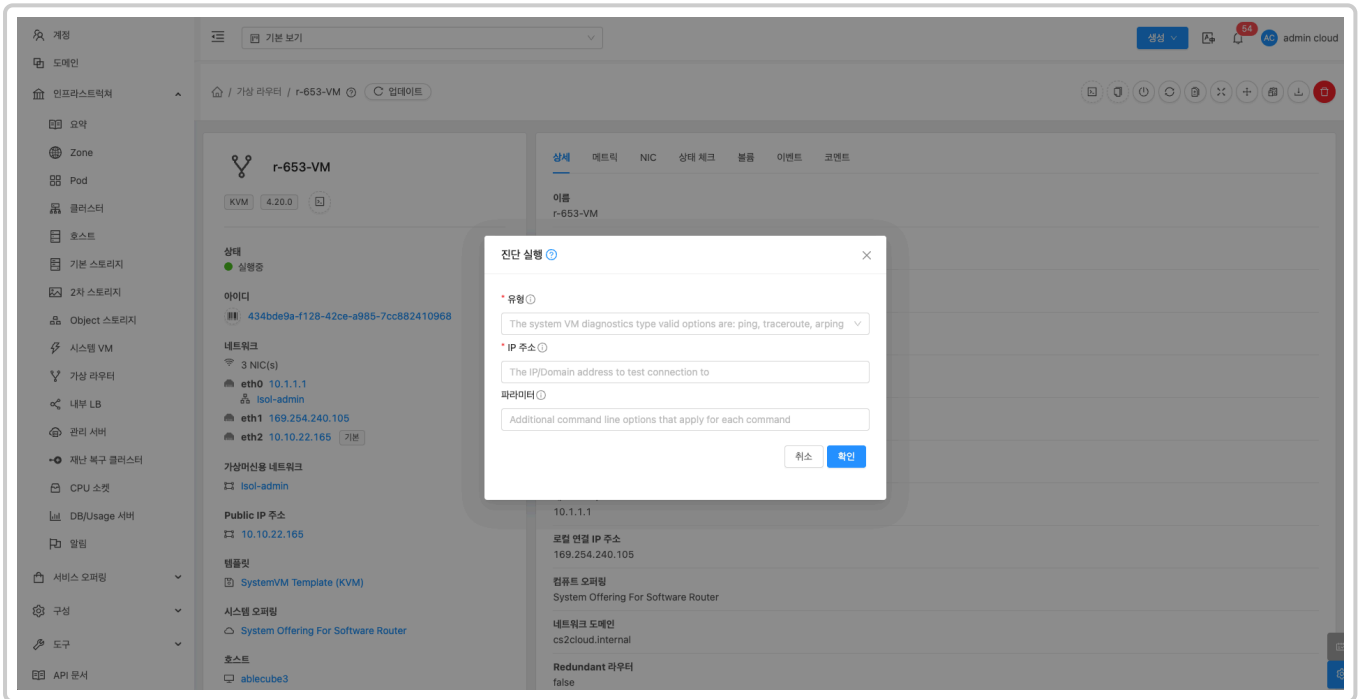 계정
도메인
인프라스트럭쳐
요약
Zone
Pod
클러스터
호스트
기본 스토리지
2차 스토리지
Object 스토리지
시스템 VM
가상 라우터
내부 LB
관리 서버
재난 복구 클러스터
CPU 소켓
DB/Usage 서버
알림
서비스 오퍼링
구성
도구
API 문서
기본 보기
생성
54
AC admin cloud
/ 가상 라우터 / r-653-VM
업데이트
r-653-VM
KVM 4.20.0
상태
실행중
아이디
434bde9a-f128-42ce-a985-7cc882410968
네트워크
3 NIC(s)
eth0 10.1.1.1
lsol-admin
eth1 169.254.240.105
eth2 10.10.22.165 기본
가상머신용 네트워크
lsol-admin
Public IP 주소
10.10.22.165
템플릿
SystemVM Template (KVM)
시스템 오퍼링
System Offering For Software Router
호스트
ablecube3
상세 메트릭 NIC 상태 체크 볼륨 이벤트 코멘트
이름
r-653-VM
진단 실행
* 유형
The system VM diagnostics type valid options are: ping, traceroute, arping
* IP 주소
The IP/Domain address to test connection to
파라미터
Additional command line options that apply for each command
취소 확인
10.1.1.1
로컬 연결 IP 주소
169.254.240.105
컴퓨트 오퍼링
System Offering For Software Router
네트워크 도메인
cs2cloud.internal
Redundant 라우터
false